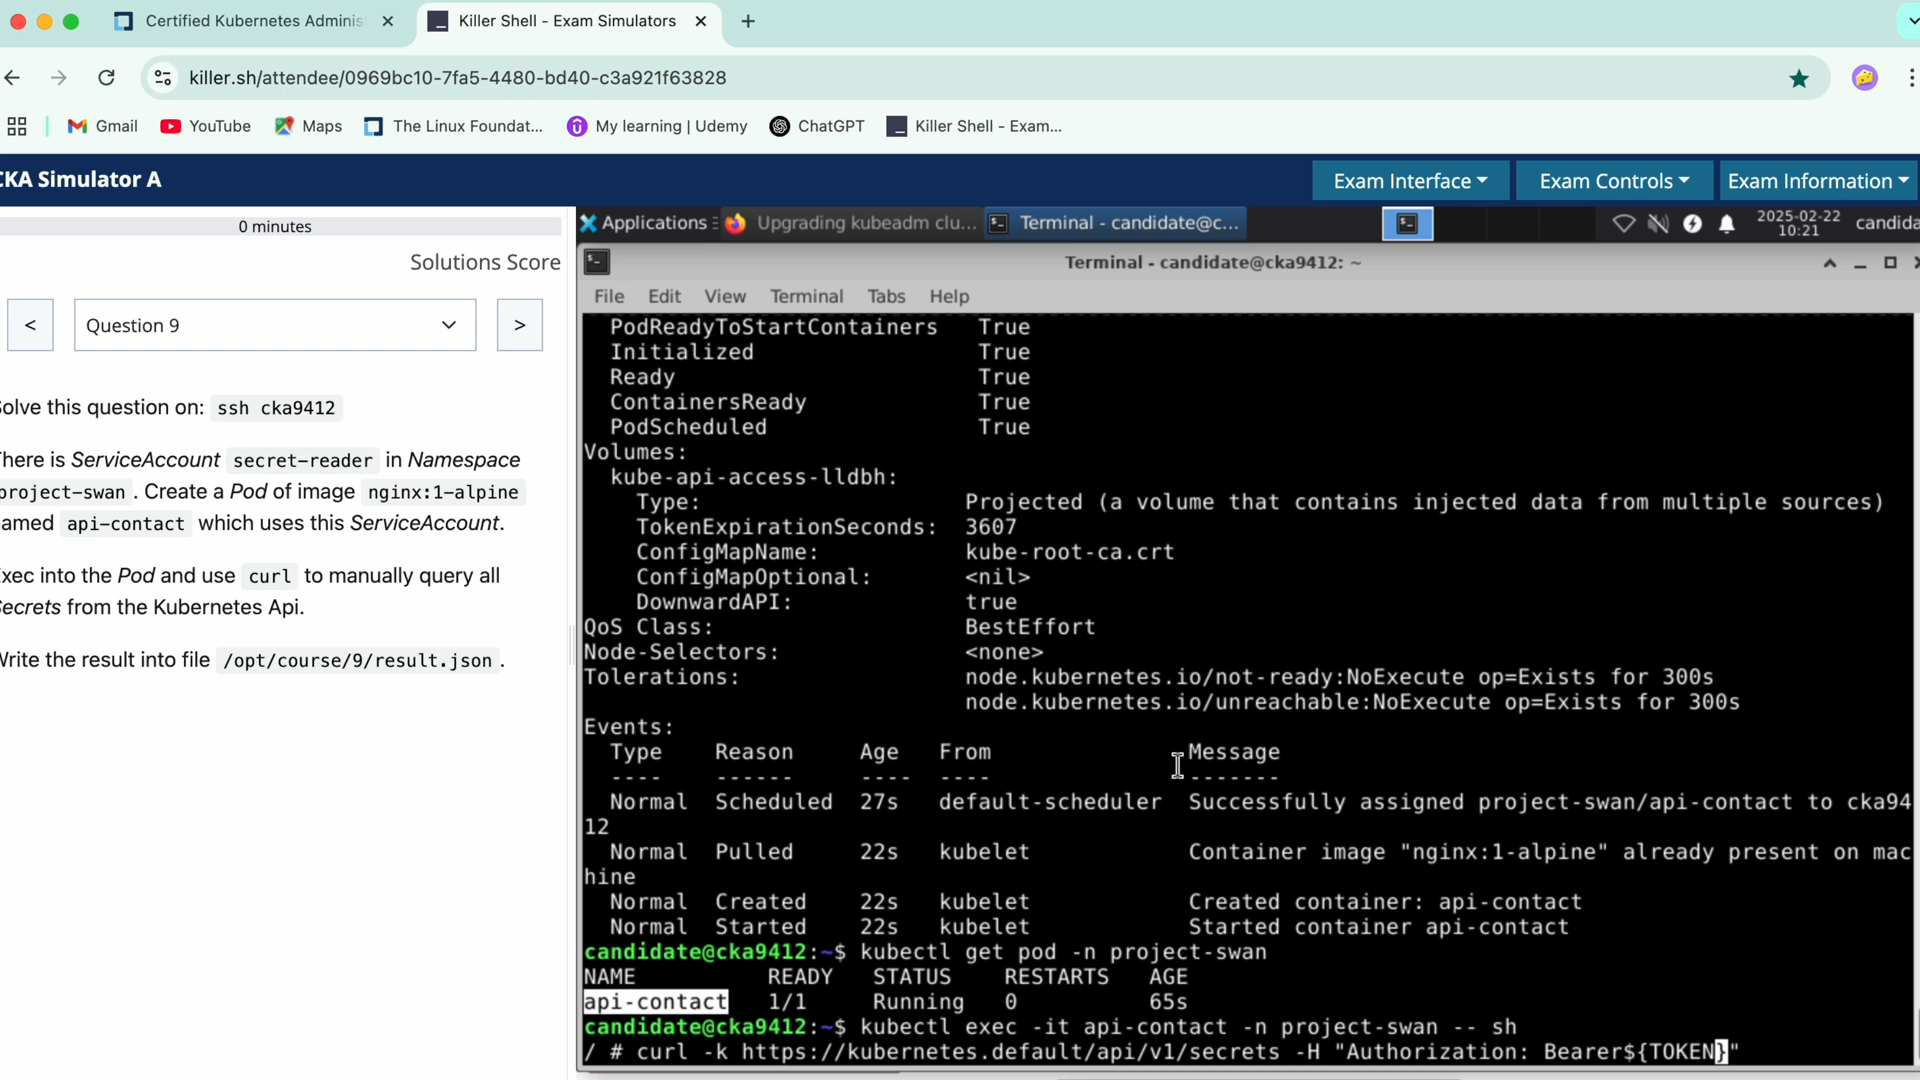 Certified Kubernetes Adminis
Killer Shell - Exam Simulators
killer.sh/attendee/0969bc10-7fa5-4480-bd40-c3a921f63828
Gmail
YouTube
Maps
The Linux Foundat...
My learning | Udemy
ChatGPT
Killer Shell - Exam...
CKA Simulator A
Exam Interface
Exam Controls
Exam Information
0 minutes
Solutions Score
<
Question 9
>
olve this question on: ssh cka9412
here is ServiceAccount secret-reader in Namespace
project-swan . Create a Pod of image nginx:1-alpine
amed api-contact which uses this ServiceAccount.
xec into the Pod and use curl to manually query all
ecrets from the Kubernetes Api.
Write the result into file /opt/course/9/result.json .
Applications
Upgrading kubeadm clu...
Terminal - candidate@c...
2025-02-22
10:21
candida
Terminal - candidate@cka9412: ~
File Edit View Terminal Tabs Help
PodReadyToStartContainers True
Initialized True
Ready True
ContainersReady True
PodScheduled True
Volumes:
kube-api-access-lldbh:
Type: Projected (a volume that contains injected data from multiple sources)
TokenExpirationSeconds: 3607
ConfigMapName: kube-root-ca.crt
ConfigMapOptional: <nil>
DownwardAPI: true
QoS Class: BestEffort
Node-Selectors: <none>
Tolerations: node.kubernetes.io/not-ready:NoExecute op=Exists for 300s
node.kubernetes.io/unreachable:NoExecute op=Exists for 300s
Events:
Type Reason Age From Message
---- ------ ---- ---- -------
Normal Scheduled 27s default-scheduler Successfully assigned project-swan/api-contact to cka94
12
Normal Pulled 22s kubelet Container image "nginx:1-alpine" already present on mac
hine
Normal Created 22s kubelet Created container: api-contact
Normal Started 22s kubelet Started container api-contact
candidate@cka9412:~$ kubectl get pod -n project-swan
NAME READY STATUS RESTARTS AGE
api-contact 1/1 Running 0 65s
candidate@cka9412:~$ kubectl exec -it api-contact -n project-swan -- sh
/ # curl -k https://kubernetes.default/api/v1/secrets -H "Authorization: Bearer${TOKEN}"